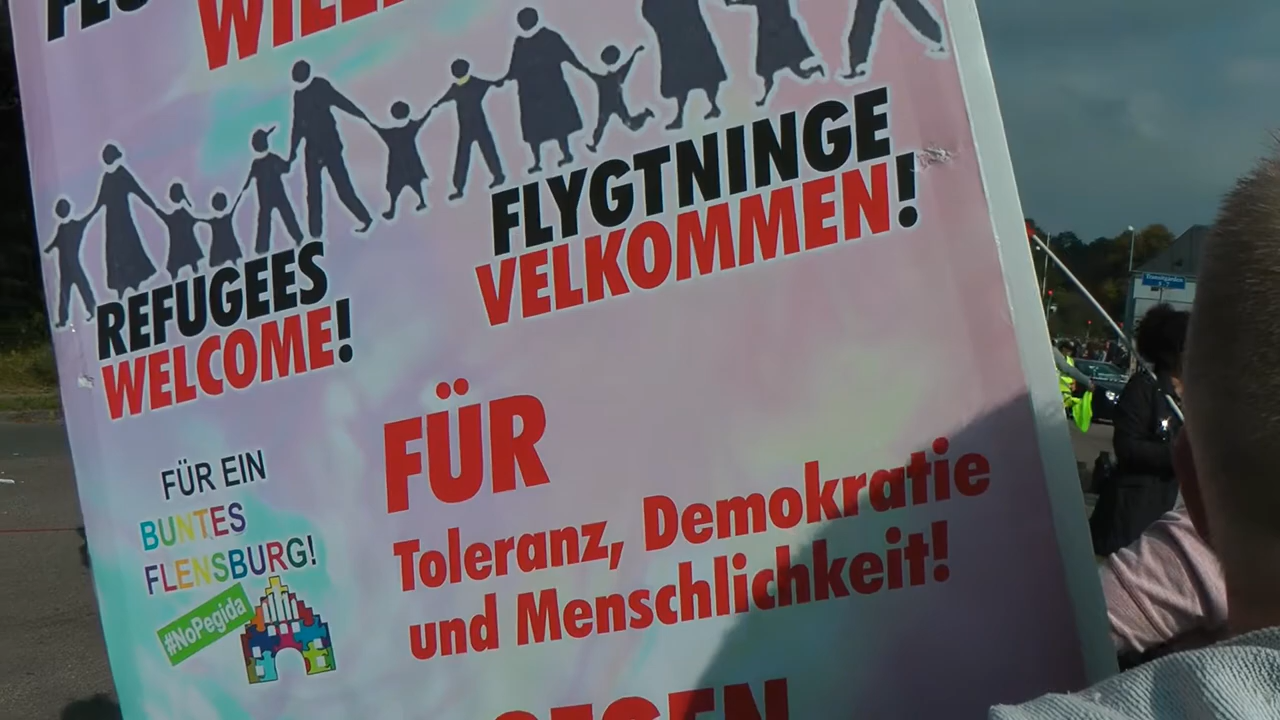 REFUGEES
WELCOME!
FLYGTNINGE
VELKOMMEN!
FÜR EIN
BUNTES
FLENSBURG!
#NoPegida
FÜR
Toleranz, Demokratie
und Menschlichkeit!